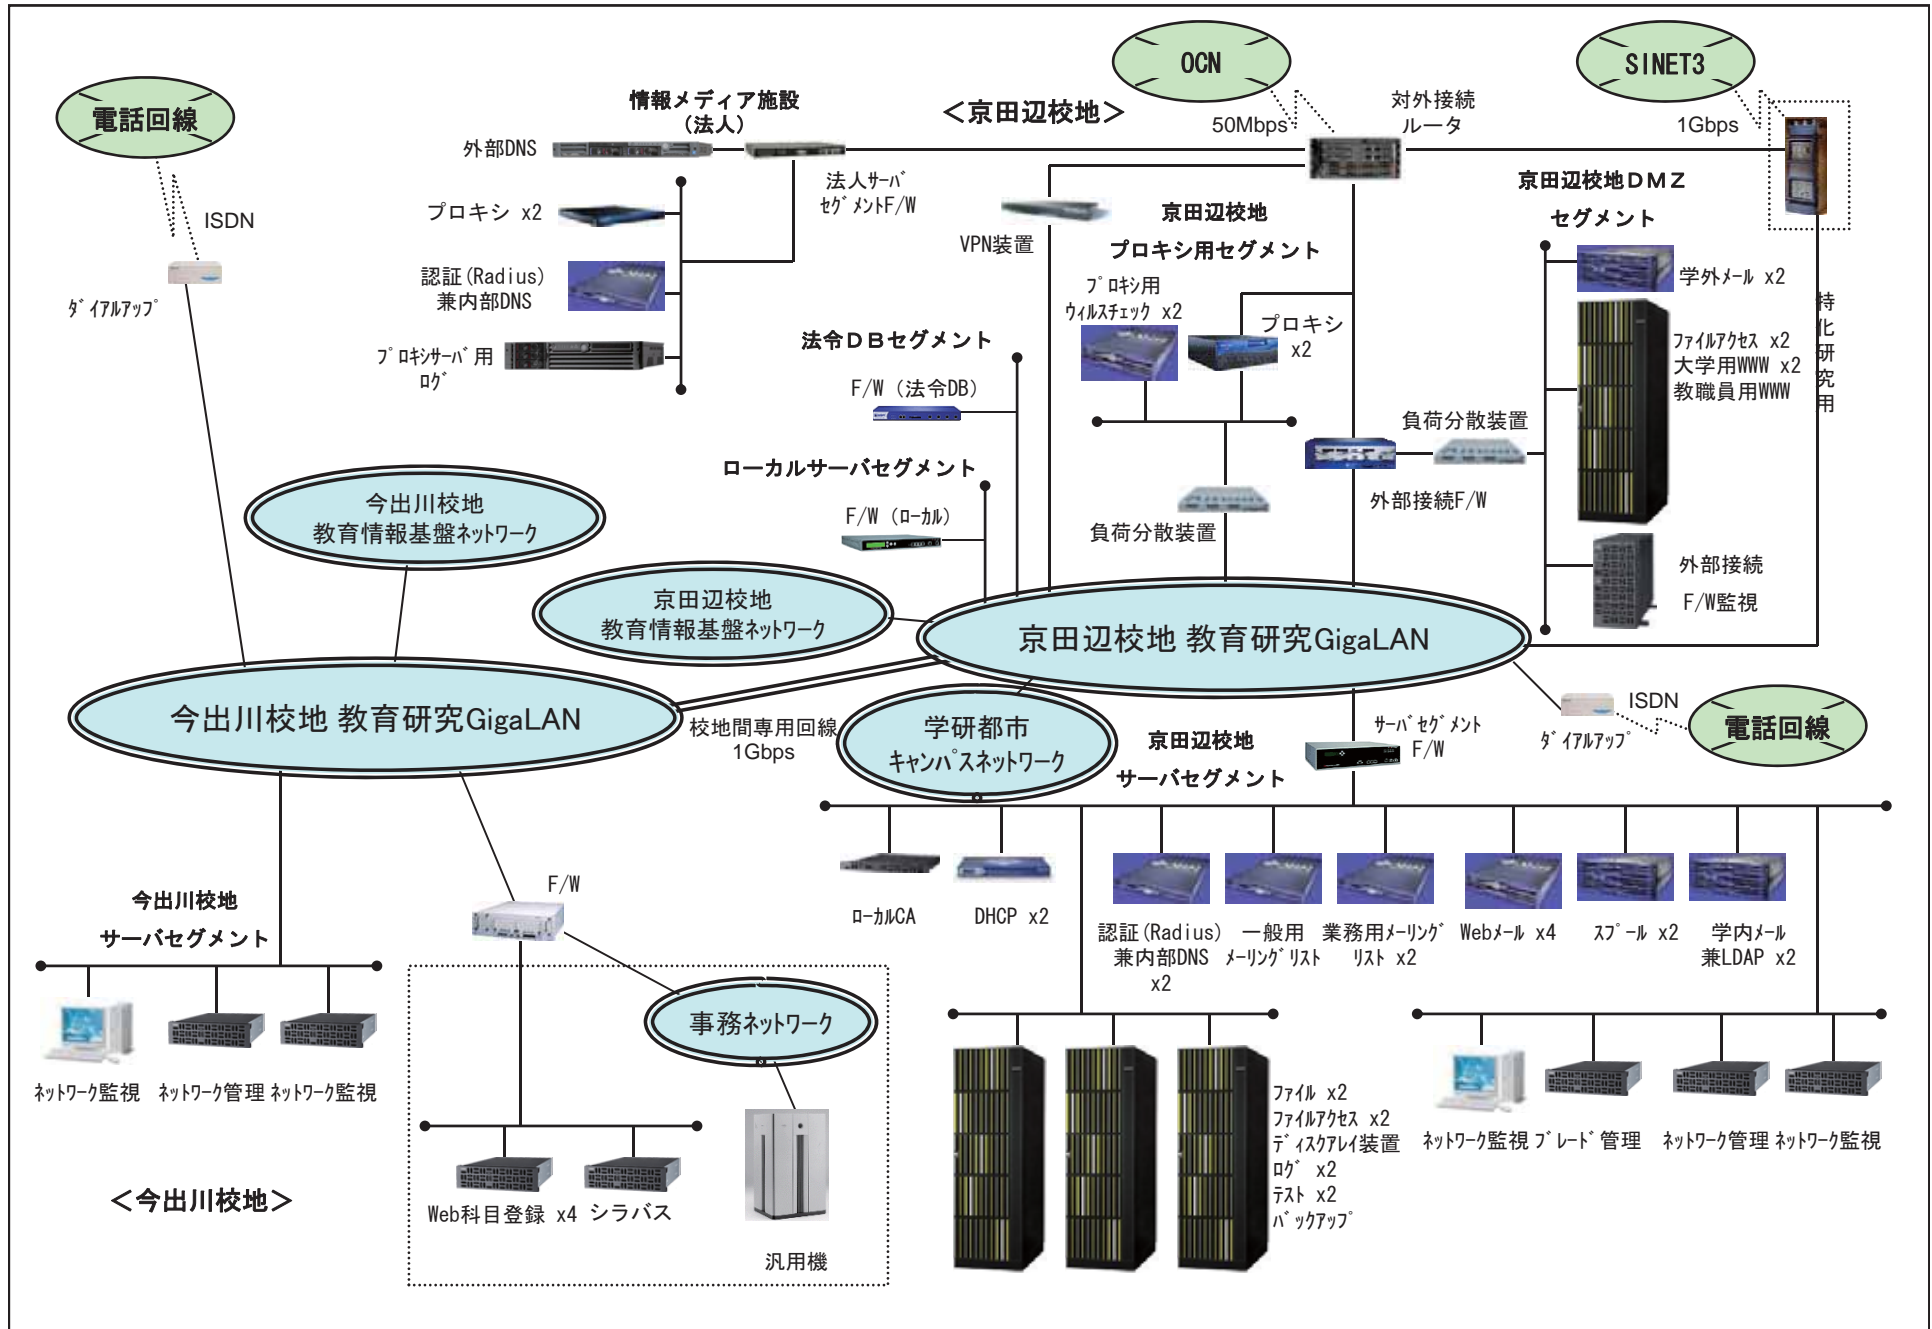 電話回線
ISDN
ﾀﾞｲｱﾙｱｯﾌﾟ
情報メディア施設
（法人）
外部DNS
プロキシ x2
認証(Radius)
兼内部DNS
ﾌﾟﾛｷｼｻｰﾊﾞ用
ﾛｸﾞ
法人ｻｰﾊﾞ
ｾｸﾞﾒﾝﾄF/W
＜京田辺校地＞
OCN
50Mbps
対外接続
ルータ
SINET3
1Gbps
VPN装置
京田辺校地
プロキシ用セグメント
ﾌﾟﾛｷｼ用
ｳｨﾙｽﾁｪｯｸ x2
プロキシ
x2
負荷分散装置
京田辺校地ＤＭＺ
セグメント
学外メール x2
ﾌｧｲﾙｱｸｾｽ x2
大学用WWW x2
教職員用WWW
特化研究用
負荷分散装置
外部接続F/W
外部接続
F/W監視
法令ＤＢセグメント
F/W（法令DB）
ローカルサーバセグメント
F/W（ﾛｰｶﾙ）
今出川校地
教育情報基盤ﾈｯﾄﾜｰｸ
京田辺校地
教育情報基盤ﾈｯﾄﾜｰｸ
京田辺校地 教育研究GigaLAN
今出川校地 教育研究GigaLAN
校地間専用回線
1Gbps
学研都市
ｷｬﾝﾊﾟｽﾈｯﾄﾜｰｸ
京田辺校地
サーバセグメント
ｻｰﾊﾞｾｸﾞﾒﾝﾄ
F/W
ﾀﾞｲｱﾙｱｯﾌﾟ
ISDN
電話回線
ﾛｰｶﾙCA
DHCP x2
認証(Radius)
兼内部DNS
x2
一般用
ﾒｰﾘﾝｸﾞﾘｽﾄ
業務用ﾒｰﾘﾝｸﾞ
ﾘｽﾄ x2
Webﾒｰﾙ x4
ｽﾌﾟｰﾙ x2
学内メール
兼LDAP x2
F/W
今出川校地
サーバセグメント
ﾈｯﾄﾜｰｸ監視
ﾈｯﾄﾜｰｸ管理
ﾈｯﾄﾜｰｸ監視
事務ﾈｯﾄﾜｰｸ
Web科目登録 x4
シラバス
汎用機
＜今出川校地＞
ﾌｧｲﾙ x2
ﾌｧｲﾙｱｸｾｽ x2
ﾃﾞｨｽｸｱﾚｲ装置
ﾛｸﾞ x2
ﾃｽﾄ x2
ﾊﾞｯｸｱｯﾌﾟ
ﾈｯﾄﾜｰｸ監視
ﾌﾞﾚｰﾄﾞ管理
ﾈｯﾄﾜｰｸ管理
ﾈｯﾄﾜｰｸ監視